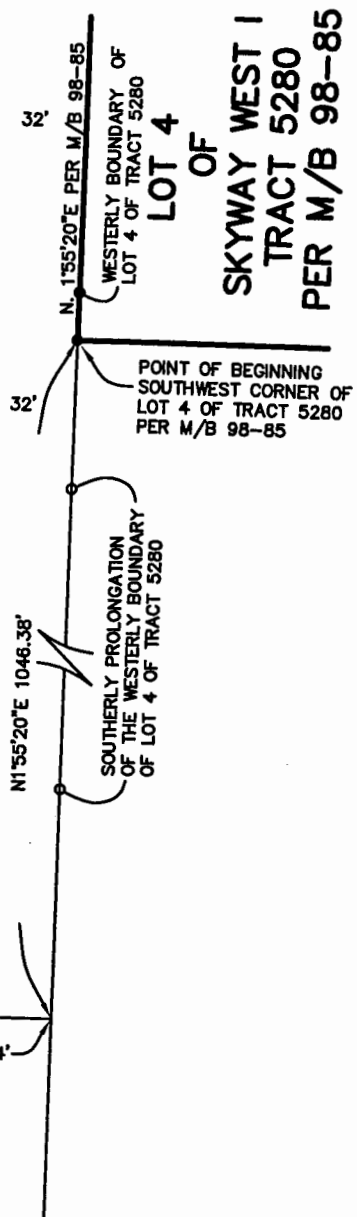 32'
N. 1°55'20"E PER M/B 98-85
WESTERLY BOUNDARY OF
LOT 4 OF TRACT 5280
LOT 4
OF
SKYWAY WEST I
TRACT 5280
PER M/B 98-85
32'
POINT OF BEGINNING
SOUTHWEST CORNER OF
LOT 4 OF TRACT 5280
PER M/B 98-85
N1°55'20"E 1046.38'
SOUTHERLY PROLONGATION
OF THE WESTERLY BOUNDARY
OF LOT 4 OF TRACT 5280